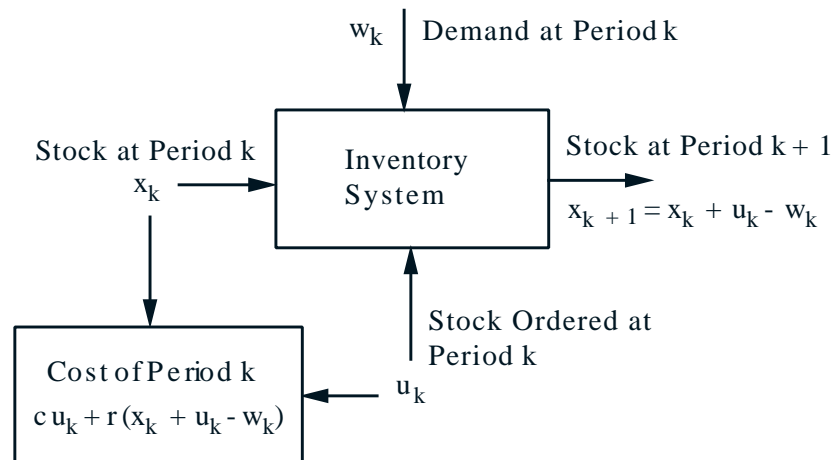 w_k Demand at Period k
Stock at Period k
x_k
Inventory
System
Stock at Period k + 1
x_{k + 1} = x_k + u_k - w_k
Stock Ordered at
Period k
u_k
Cost of Period k
c u_k + r (x_k + u_k - w_k)